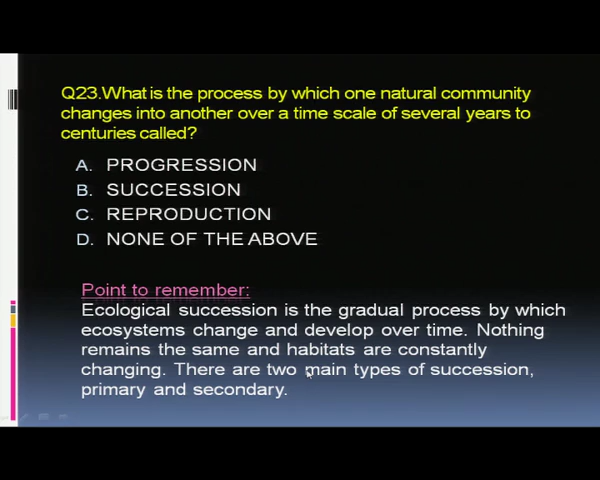 Q23.What is the process by which one natural community
changes into another over a time scale of several years to
centuries called?
A. PROGRESSION
B. SUCCESSION
C. REPRODUCTION
D. NONE OF THE ABOVE
Point to remember:
Ecological succession is the gradual process by which
ecosystems change and develop over time. Nothing
remains the same and habitats are constantly
changing. There are two main types of succession,
primary and secondary.